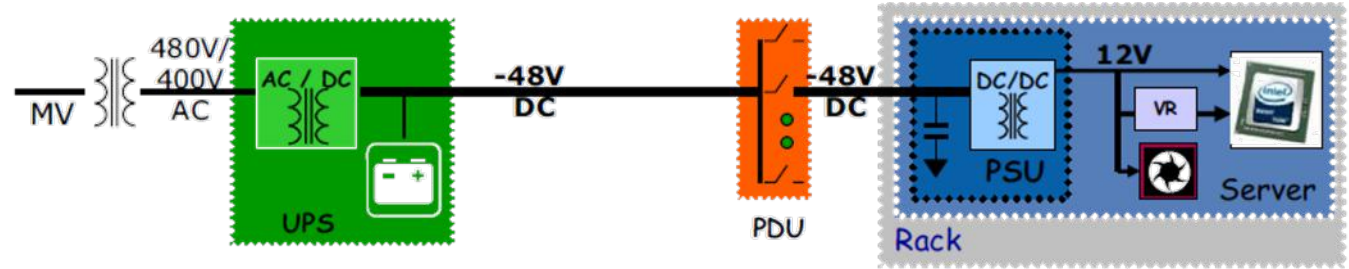 MV
480V/
400V
AC
AC / DC
- +
UPS
-48V
DC
PDU
-48V
DC
DC/DC
PSU
12V
VR
intel
Server
Rack